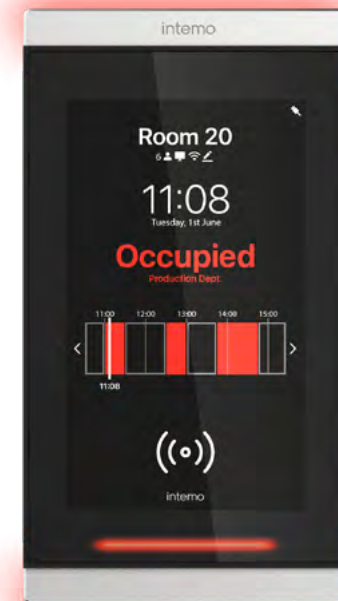 intemo
Room 20
6
11:08
Tuesday, 1st June
Occupied
Production Dept
11:00 12:00 13:00 14:00 15:00
11:08
intemo